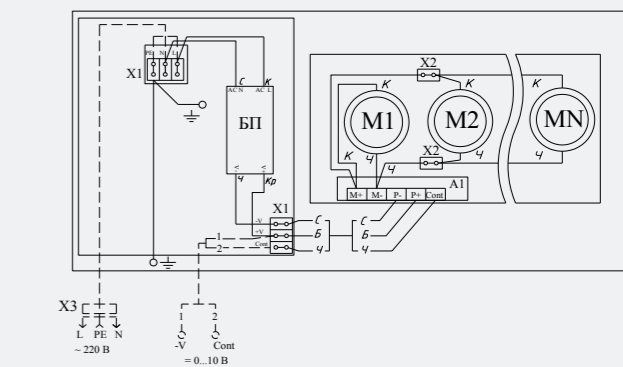 PE N L
X1
С К
AC N AC L
БП
-V +V
Ч Кр
X1
-V
+V
Cont
1
2
С
Б
Ч
С
Б
Ч
X2
К К К
M1 M2 MN
X2
К Ч Ч Ч
A1
M+ M- P- P+ Cont
X3
L PE N
~ 220 В
1 2
-V Cont
= 0...10 В